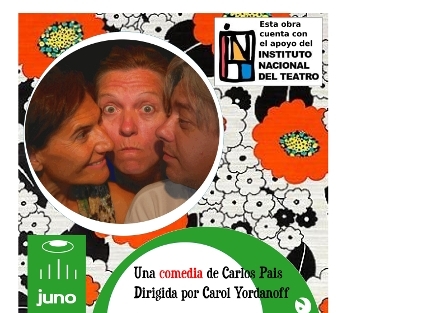 Esta obra
cuenta con
el apoyo del
INSTITUTO
NACIONAL
DEL TEATRO
INT
Una comedia de Carlos Pais
Dirigida por Carol Yordanoff
juno